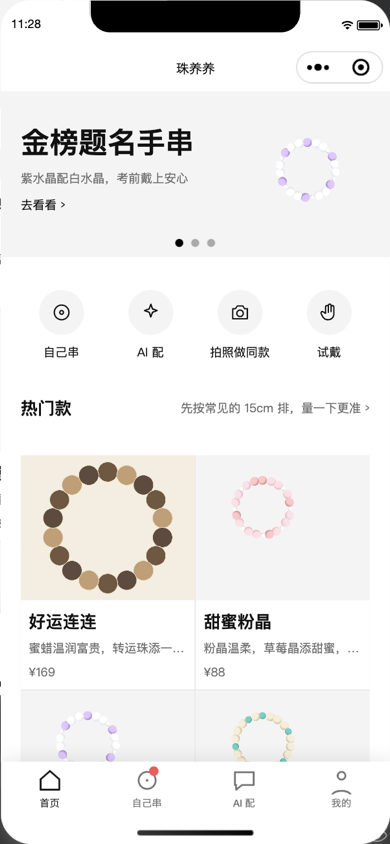 11:28
珠养养
金榜题名手串
紫水晶配白水晶，考前戴上安心
去看看 >
自己串
AI 配
拍照做同款
试戴
热门款
先按常见的 15cm 排，量一下更准 >
好运连连
甜蜜粉晶
蜜蜡温润富贵，转运珠添一…
粉晶温柔，草莓晶添甜蜜，…
¥169
¥88
首页
自己串
AI 配
我的